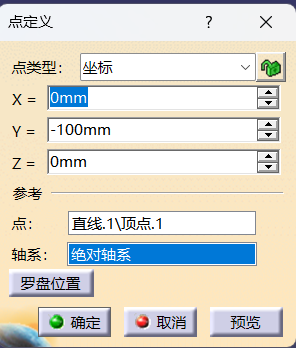 点定义 ?
点类型: 坐标
X = 0mm
Y = -100mm
Z = 0mm
参考
点: 直线.1\顶点.1
轴系: 绝对轴系
罗盘位置
确定 取消 预览